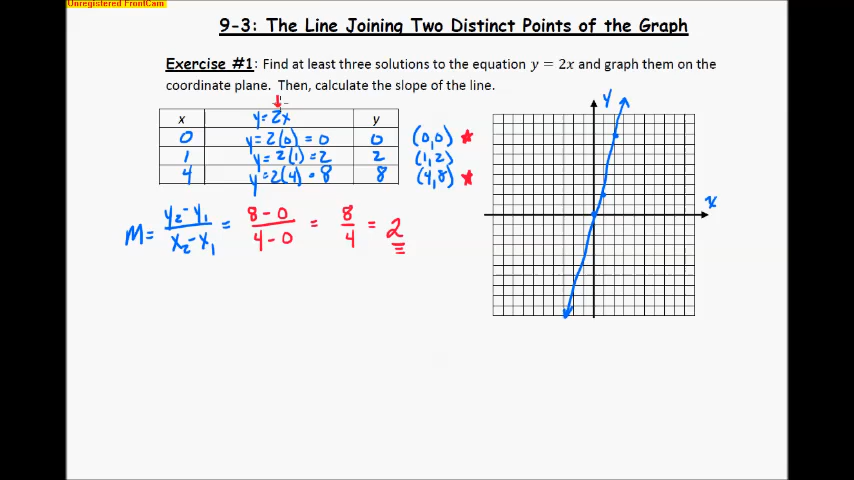 Unregistered FrontCam
9-3: The Line Joining Two Distinct Points of the Graph
Exercise #1: Find at least three solutions to the equation y = 2x and graph them on the
coordinate plane. Then, calculate the slope of the line.
x y=2x y
0 y=2(0)=0 0 (0,0)
1 y=2(1)=2 2 (1,2)
4 y=2(4)=8 8 (4,8)
M = y₂-y₁ / x₂-x₁ = 8-0 / 4-0 = 8/4 = 2
y
x